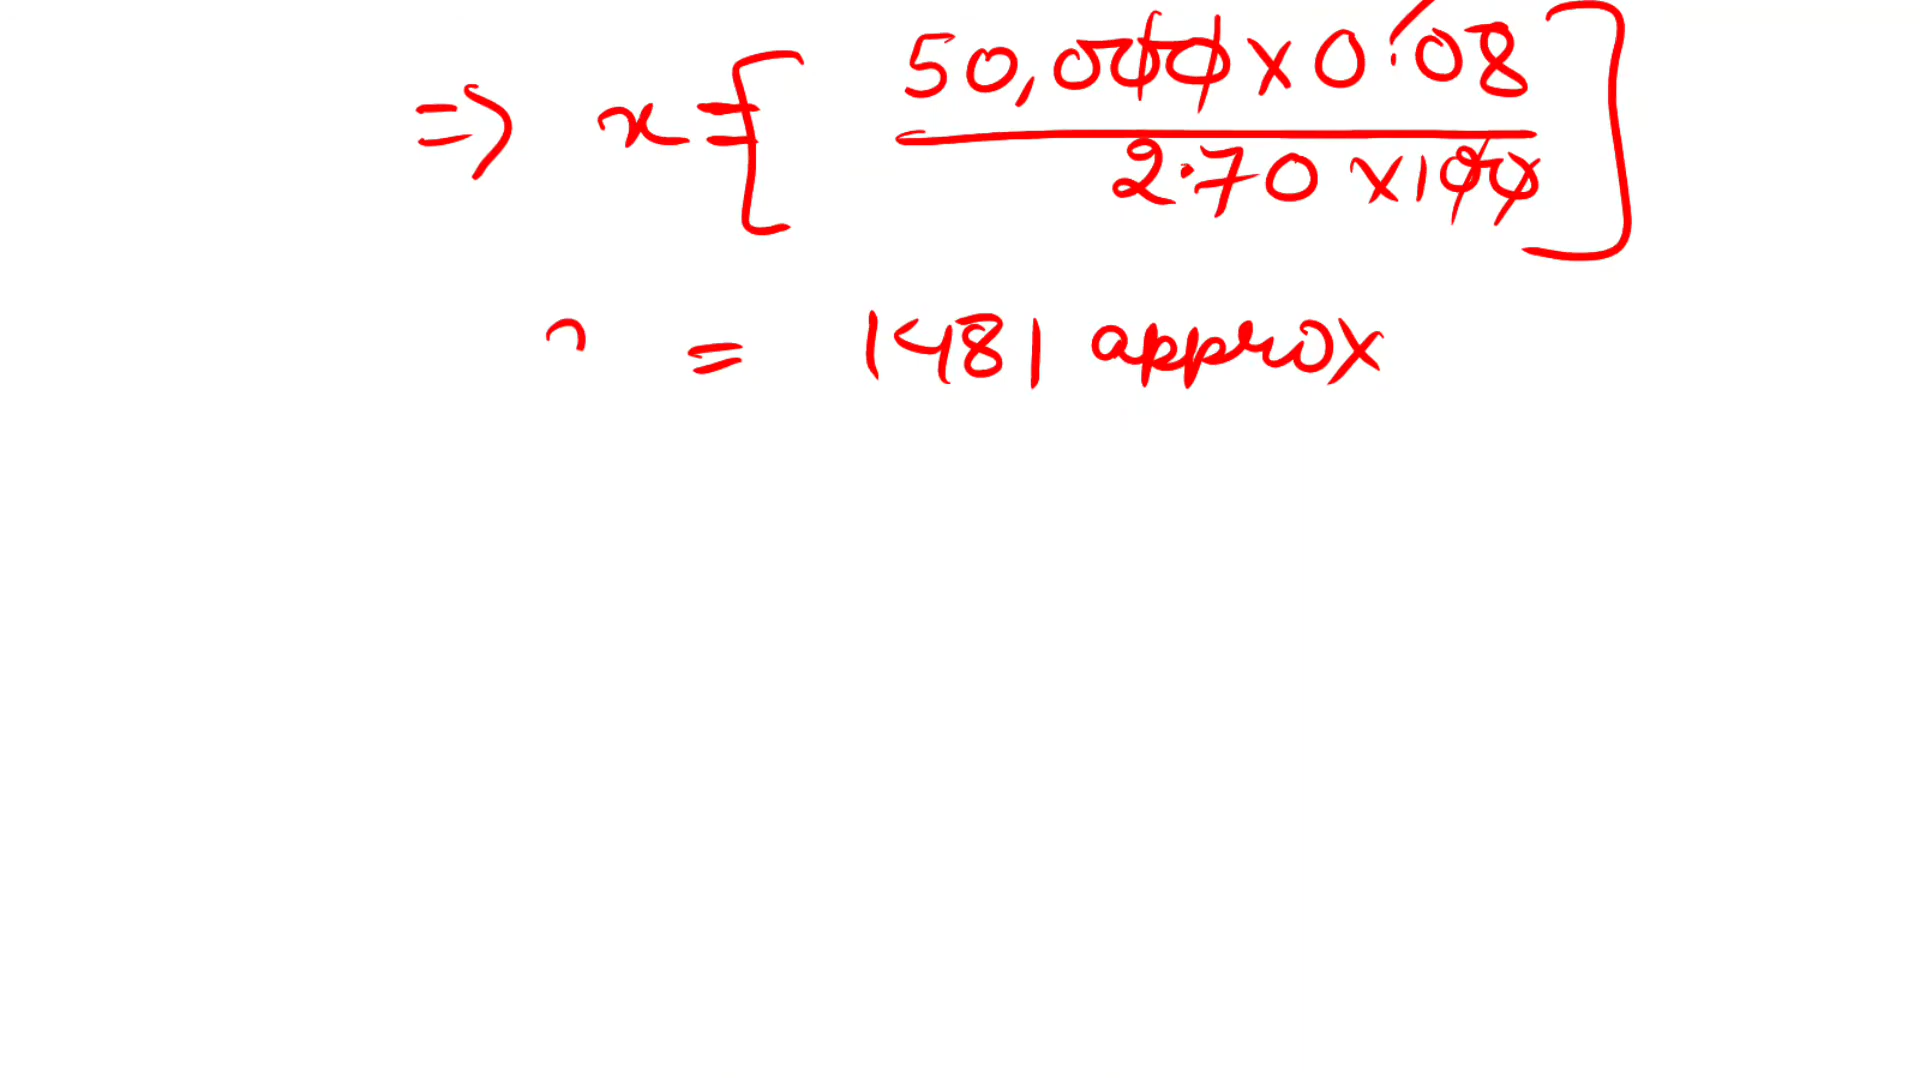 => x = [ 50,000 x 0.08
2.70 x 100 ]
= 1481 approx